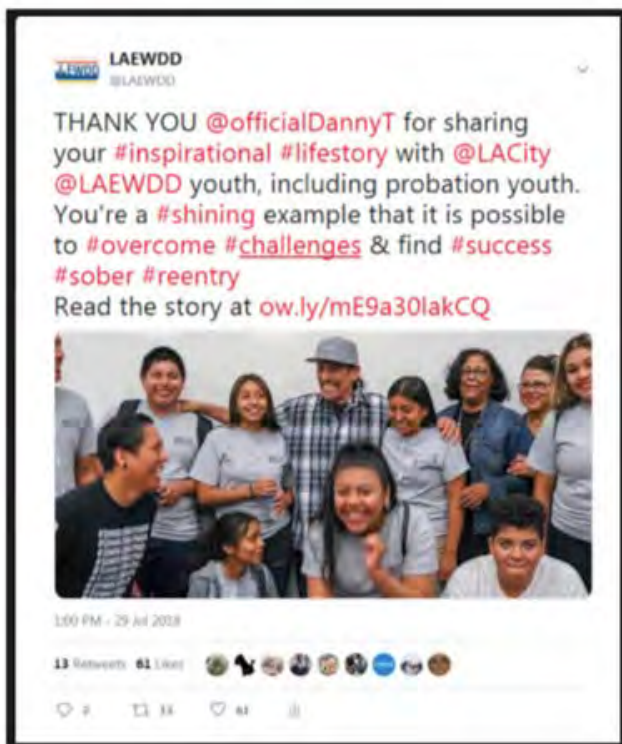 LAEWDD
@LAEWDD
THANK YOU @officialDannyT for sharing
your #inspirational #lifestory with @LACity
@LAEWDD youth, including probation youth.
You're a #shining example that it is possible
to #overcome #challenges & find #success
#sober #reentry
Read the story at ow.ly/mE9a30lakCQ
1:00 PM - 29 Jul 2018
13 Retweets 61 Likes
2 13 61